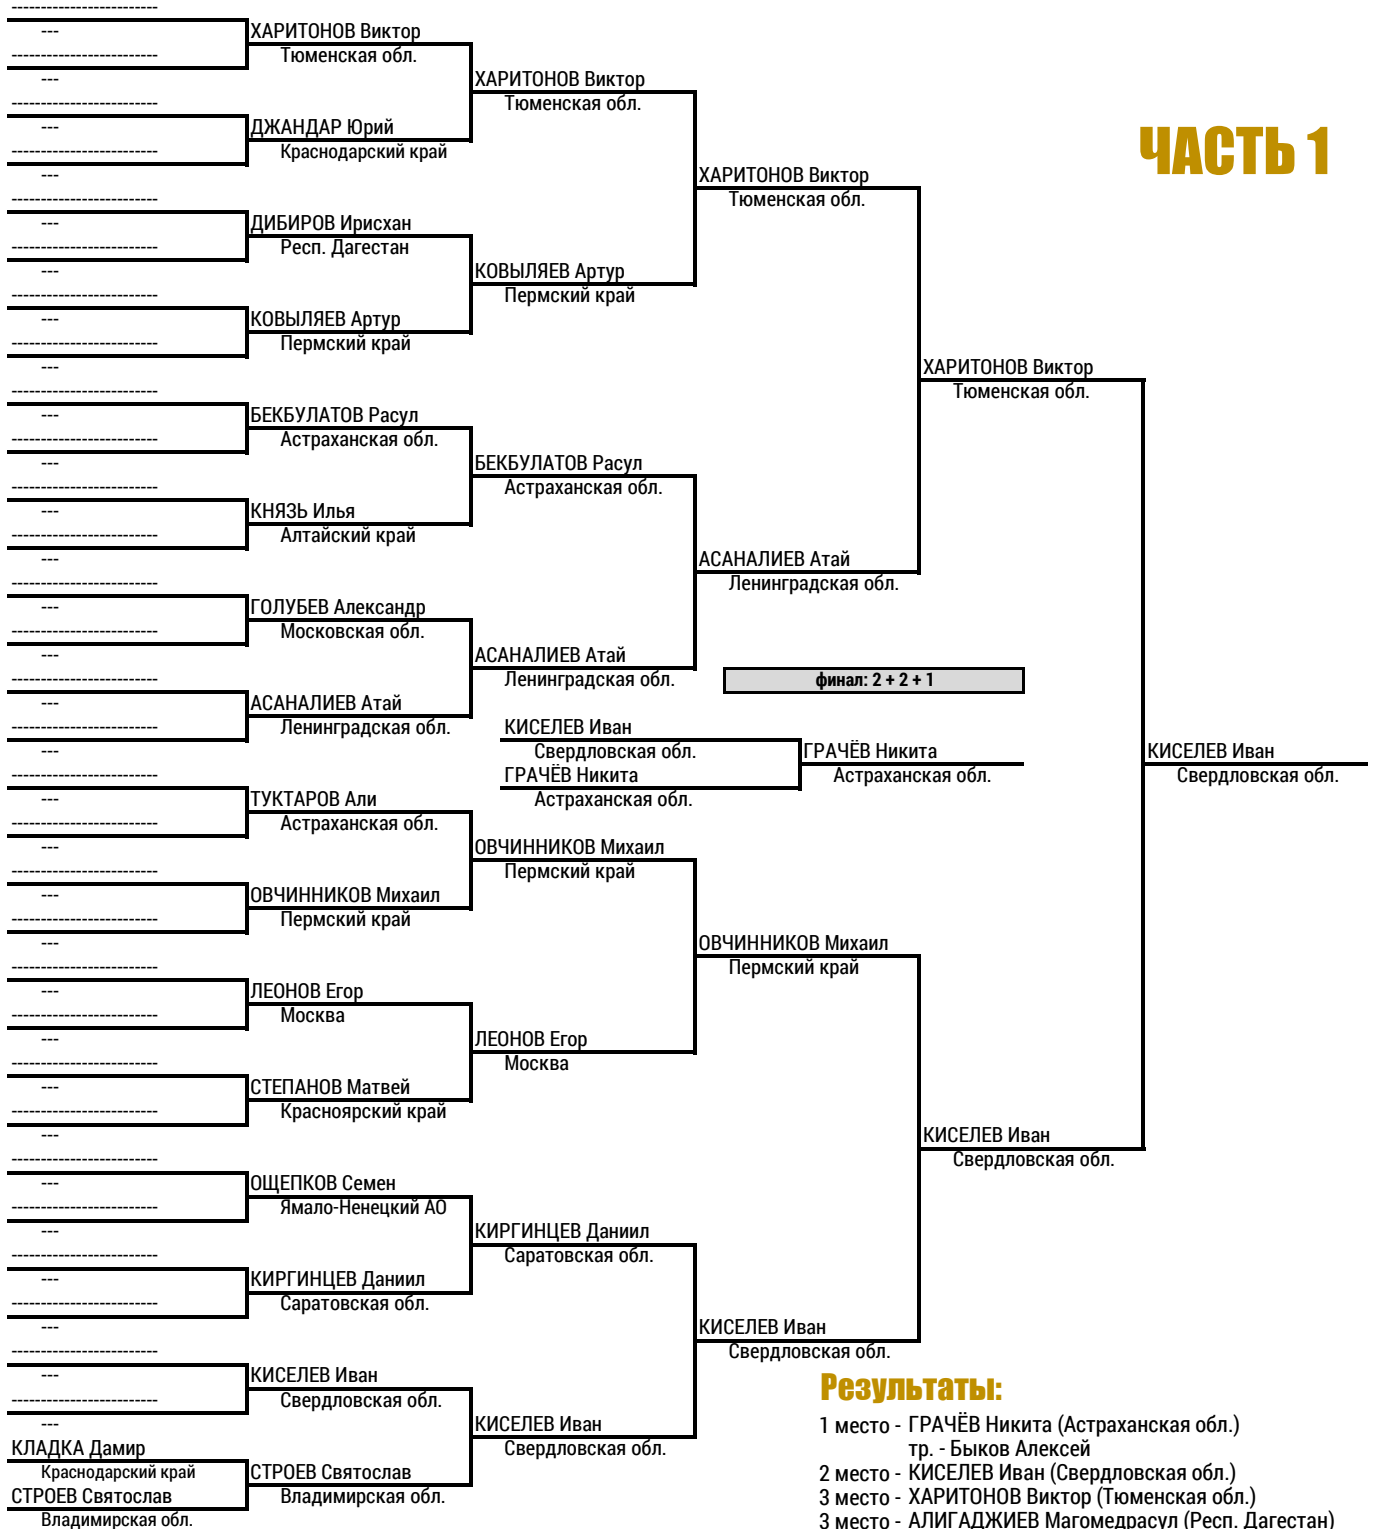 --------------------------
---
ХАРИТОНОВ Виктор
--------------------------
Тюменская обл.
---
ХАРИТОНОВ Виктор
--------------------------
Тюменская обл.
---
ДЖАНДАР Юрий
ЧАСТЬ 1
--------------------------
Краснодарский край
---
ХАРИТОНОВ Виктор
--------------------------
Тюменская обл.
---
ДИБИРОВ Ирисхан
--------------------------
Респ. Дагестан
---
КОВЫЛЯЕВ Артур
--------------------------
Пермский край
---
КОВЫЛЯЕВ Артур
--------------------------
Пермский край
---
ХАРИТОНОВ Виктор
--------------------------
Тюменская обл.
---
БЕКБУЛАТОВ Расул
--------------------------
Астраханская обл.
---
БЕКБУЛАТОВ Расул
--------------------------
Астраханская обл.
---
КНЯЗЬ Илья
--------------------------
Алтайский край
---
АСАНАЛИЕВ Атай
--------------------------
Ленинградская обл.
---
ГОЛУБЕВ Александр
--------------------------
Московская обл.
---
АСАНАЛИЕВ Атай
--------------------------
Ленинградская обл.
финал: 2 + 2 + 1
---
АСАНАЛИЕВ Атай
--------------------------
Ленинградская обл.
КИСЕЛЕВ Иван
---
Свердловская обл.
ГРАЧЁВ Никита
КИСЕЛЕВ Иван
--------------------------
ГРАЧЁВ Никита
Астраханская обл.
Свердловская обл.
---
ТУКТАРОВ Али
Астраханская обл.
--------------------------
Астраханская обл.
---
ОВЧИННИКОВ Михаил
--------------------------
Пермский край
---
ОВЧИННИКОВ Михаил
--------------------------
Пермский край
---
ОВЧИННИКОВ Михаил
--------------------------
Пермский край
---
ЛЕОНОВ Егор
--------------------------
Москва
---
ЛЕОНОВ Егор
--------------------------
Москва
---
СТЕПАНОВ Матвей
--------------------------
Красноярский край
---
КИСЕЛЕВ Иван
--------------------------
Свердловская обл.
---
ОЩЕПКОВ Семен
--------------------------
Ямало-Ненецкий АО
---
КИРГИНЦЕВ Даниил
--------------------------
Саратовская обл.
---
КИРГИНЦЕВ Даниил
--------------------------
Саратовская обл.
---
КИСЕЛЕВ Иван
--------------------------
Свердловская обл.
---
КИСЕЛЕВ Иван
--------------------------
Свердловская обл.
---
КИСЕЛЕВ Иван
КЛАДКА Дамир
Свердловская обл.
Краснодарский край
СТРОЕВ Святослав
СТРОЕВ Святослав
Владимирская обл.
Владимирская обл.
Результаты:
1 место - ГРАЧЁВ Никита (Астраханская обл.)
тр. - Быков Алексей
2 место - КИСЕЛЕВ Иван (Свердловская обл.)
3 место - ХАРИТОНОВ Виктор (Тюменская обл.)
3 место - АЛИГАДЖИЕВ Магомедрасул (Респ. Дагестан)